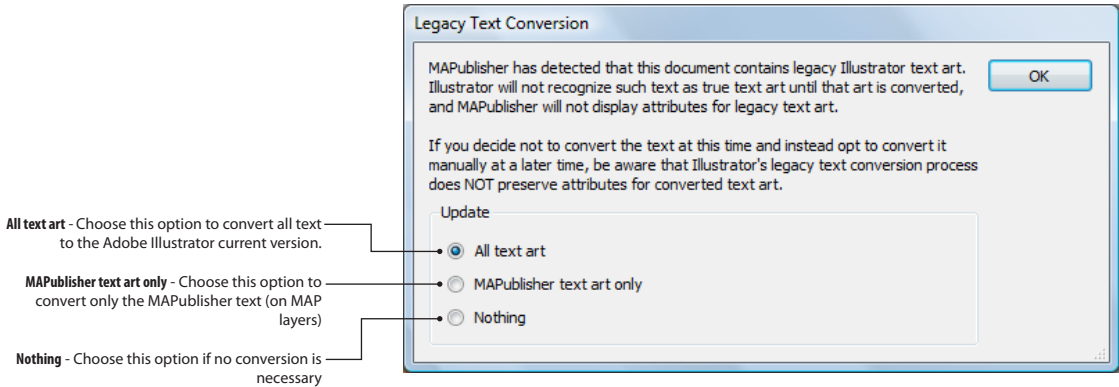 Legacy Text Conversion
MAPublisher has detected that this document contains legacy Illustrator text art.
Illustrator will not recognize such text as true text art until that art is converted,
and MAPublisher will not display attributes for legacy text art.
OK
If you decide not to convert the text at this time and instead opt to convert it
manually at a later time, be aware that Illustrator's legacy text conversion process
does NOT preserve attributes for converted text art.
Update
All text art
MAPublisher text art only
Nothing
All text art - Choose this option to convert all text
to the Adobe Illustrator current version.
MAPublisher text art only - Choose this option to
convert only the MAPublisher text (on MAP
layers)
Nothing - Choose this option if no conversion is
necessary